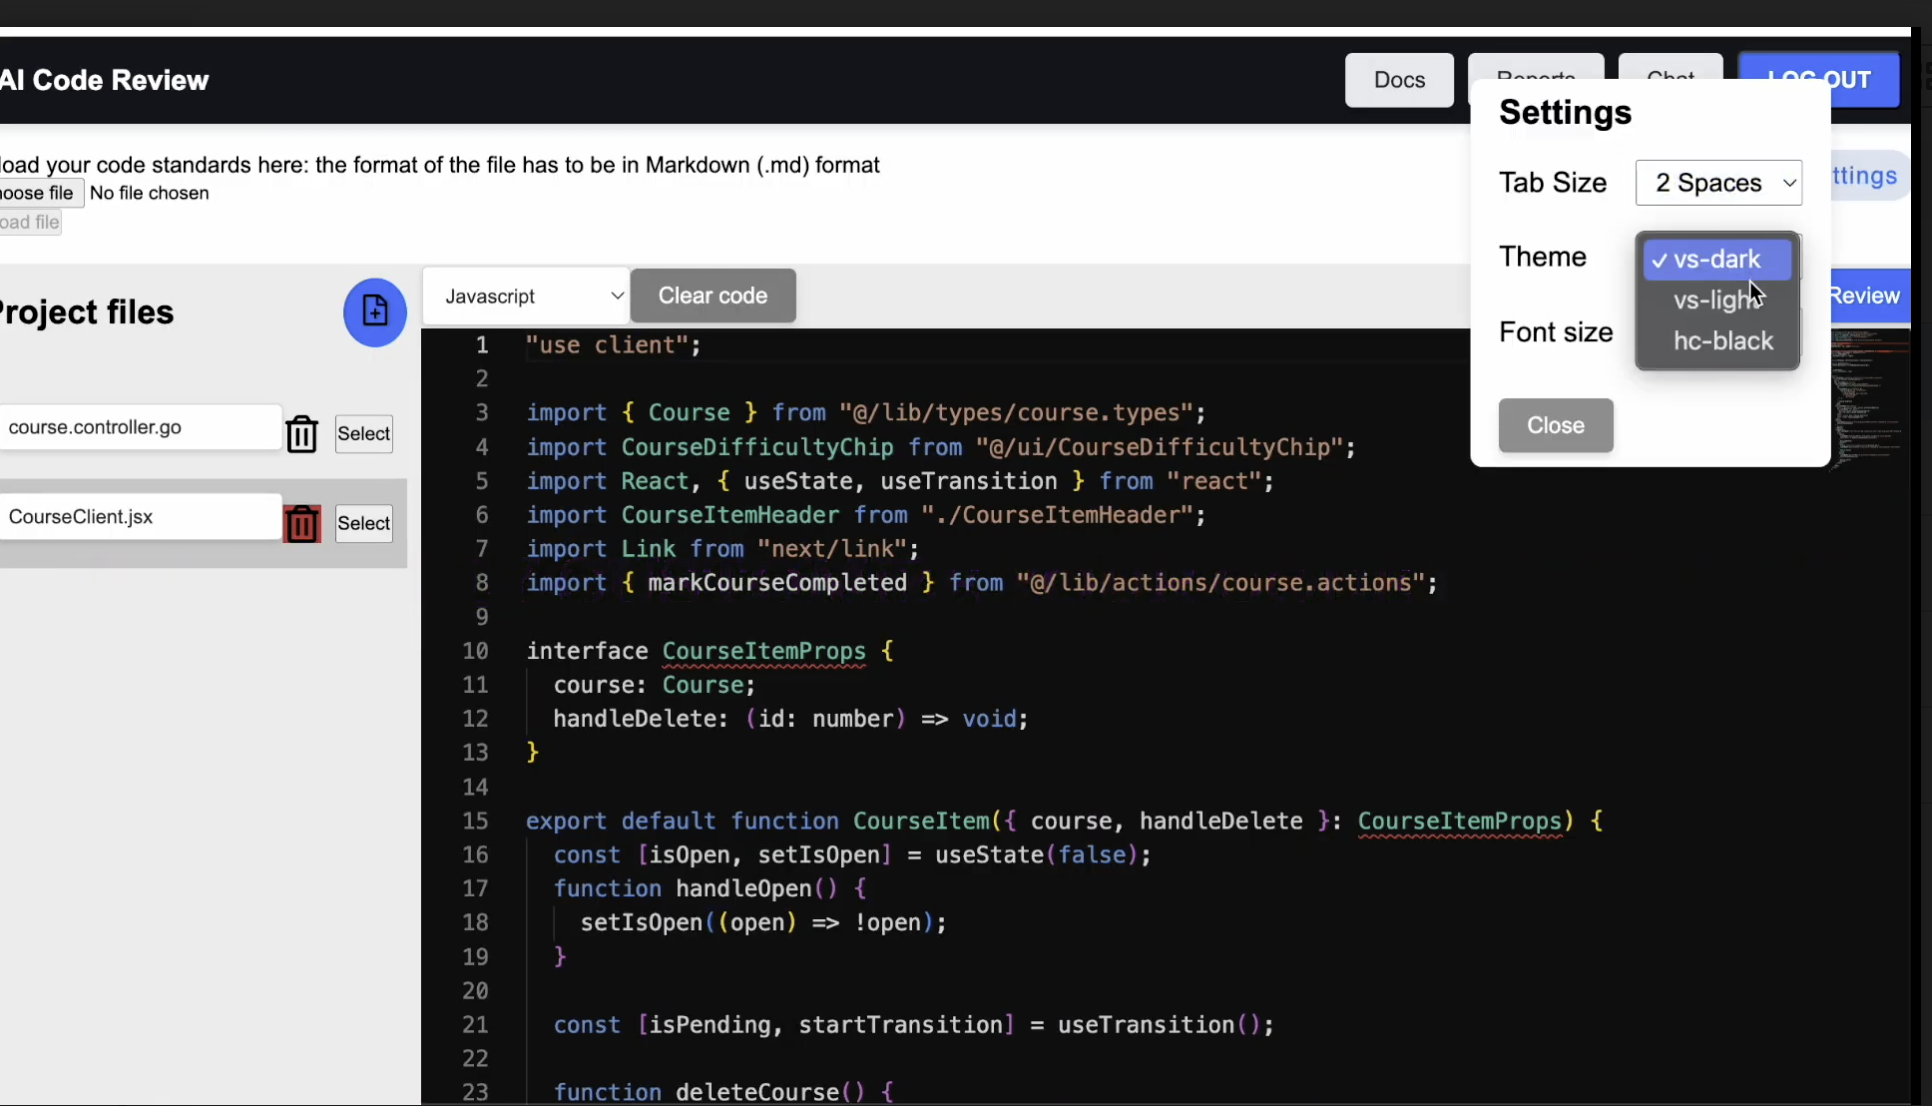 AI Code Review
Docs
Reports
Chat
LOG OUT
load your code standards here: the format of the file has to be in Markdown (.md) format
hoose file No file chosen
oad file
ttings
Settings
Tab Size 2 Spaces
Theme
✓ vs-dark
vs-light
hc-black
Font size
Close
Project files
Javascript
Clear code
Review
course.controller.go
Select
CourseClient.jsx
Select
1 "use client";
2
3 import { Course } from "@/lib/types/course.types";
4 import CourseDifficultyChip from "@/ui/CourseDifficultyChip";
5 import React, { useState, useTransition } from "react";
6 import CourseItemHeader from "./CourseItemHeader";
7 import Link from "next/link";
8 import { markCourseCompleted } from "@/lib/actions/course.actions";
9
10 interface CourseItemProps {
11 course: Course;
12 handleDelete: (id: number) => void;
13 }
14
15 export default function CourseItem({ course, handleDelete }: CourseItemProps) {
16 const [isOpen, setIsOpen] = useState(false);
17 function handleOpen() {
18 setIsOpen((open) => !open);
19 }
20
21 const [isPending, startTransition] = useTransition();
22
23 function deleteCourse() {